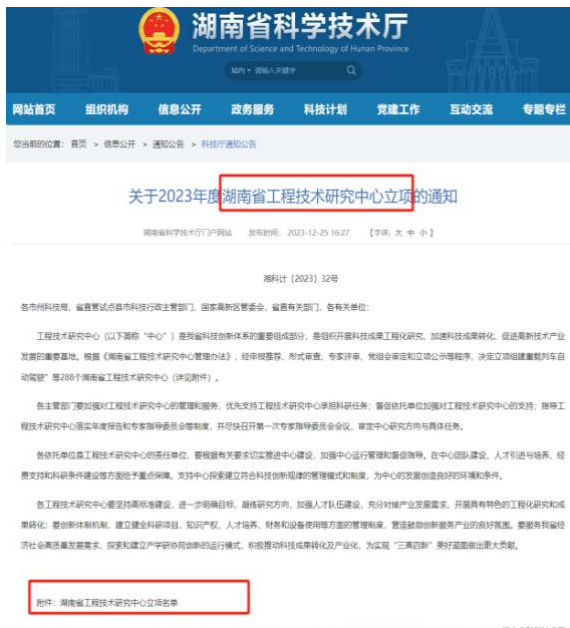 湖南省科学技术厅
Department of Science and Technology of Hunan Province
站内 请输入关键字
网站首页 组织机构 信息公开 政务服务 科技计划 党建工作 互动交流 专题专栏
您当前的位置： 首页 > 信息公开 > 通知公告 > 科技厅通知公告
关于2023年度湖南省工程技术研究中心立项的通知
湖南省科学技术厅门户网站 发布时间：2023-12-25 16:27 【字体：大 中 小】
湘科计〔2023〕32号
各市州科技局，省直管试点县市科技行政主管部门，国家高新区管委会，省直有关部门，各有关单位：
工程技术研究中心（以下简称“中心”）是我省科技创新体系的重要组成部分，是组织开展科技成果工程化研究、加速科技成果转化、促进高新技术产业
发展的重要基地。根据《湖南省工程技术研究中心管理办法》，经申报推荐、形式审查、专家评审、党组会审定和立项公示等程序，决定立项组建重载列车自
动驾驶”等288个湖南省工程技术研究中心（详见附件）。
各主管部门要加强对工程技术研究中心的管理和服务，优先支持工程技术研究中心承担科研任务；督促依托单位加强对工程技术研究中心的支持；指导工
程技术研究中心落实年度报告和专家指导委员会等制度，并尽快召开第一次专家指导委员会会议，审定中心研究方向与具体任务。
各依托单位是工程技术研究中心的责任单位，要根据有关要求切实推进中心建设，加强中心运行管理和督促指导。在中心团队建设、人才引进与培养、经
费支持和科研条件建设等方面给予重点保障。支持中心探索建立符合科技创新规律的管理模式和制度，为中心的发展创造良好的环境和条件。
各工程技术研究中心要坚持高标准建设，进一步明确目标，凝练研究方向，加强人才队伍建设，充分对接产业发展需求，开展具有特色的工程化研究和成
果转化；要创新体制机制，建立健全科研项目、知识产权、人才培养、财务和设备使用等方面的管理制度，营造鼓励创新服务产业的良好氛围。要服务我省经
济社会高质量发展需求，探索和建立产学研协同创新的运行模式，积极推动科技成果转化及产业化，为实现“三高四新”美好蓝图做出更大贡献。
附件：湖南省工程技术研究中心立项名单